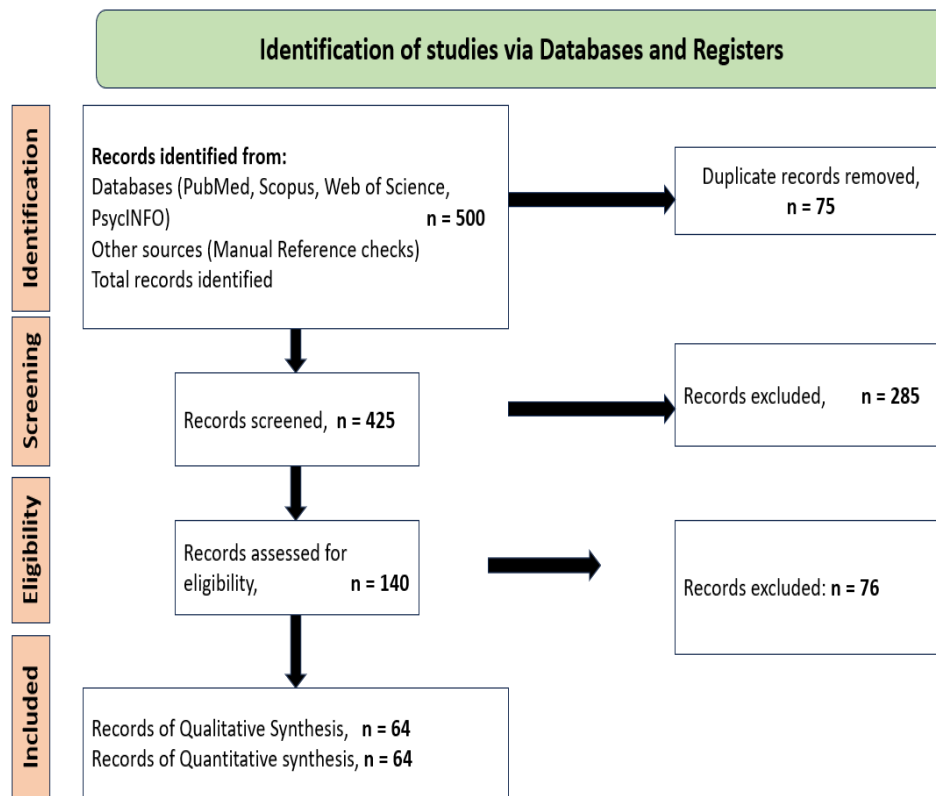 Identification of studies via Databases and Registers
Identification
Records identified from:
Databases (PubMed, Scopus, Web of Science,
PsycINFO) n = 500
Other sources (Manual Reference checks)
Total records identified
Duplicate records removed,
n = 75
Screening
Records screened, n = 425
Records excluded, n = 285
Eligibility
Records assessed for
eligibility, n = 140
Records excluded: n = 76
Included
Records of Qualitative Synthesis, n = 64
Records of Quantitative synthesis, n = 64